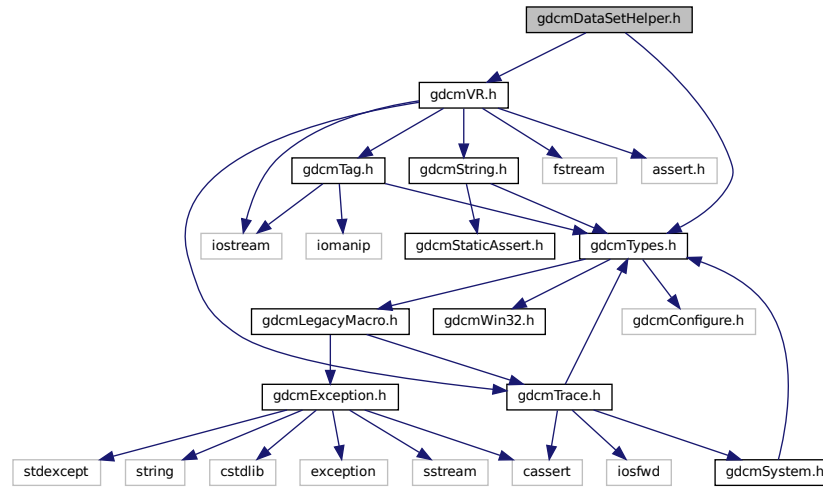 gdcmDataSetHelper.h
gdcmVR.h
gdcmTag.h
gdcmString.h
fstream
assert.h
iostream
iomanip
gdcmStaticAssert.h
gdcmTypes.h
gdcmLegacyMacro.h
gdcmWin32.h
gdcmConfigure.h
gdcmException.h
gdcmTrace.h
stdexcept
string
cstdlib
exception
sstream
cassert
iosfwd
gdcmSystem.h